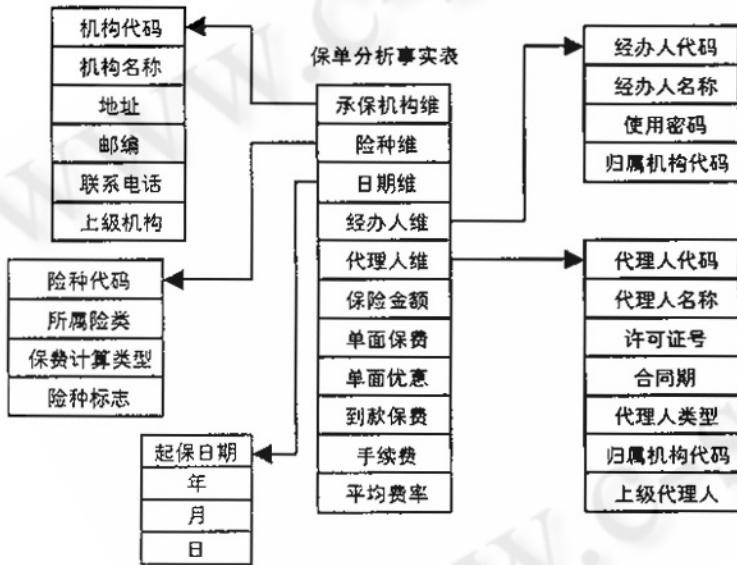 机构代码
机构名称
地址
邮编
联系电话
上级机构
险种代码
所属险类
保费计算类型
险种标志
起保日期
年
月
日
保单分析事实表
承保机构维
险种维
日期维
经办人维
代理人维
保险金额
单面保费
单面优惠
到款保费
手续费
平均费率
经办人代码
经办人名称
使用密码
归属机构代码
代理人代码
代理人名称
许可证号
合同期
代理人类型
归属机构代码
上级代理人